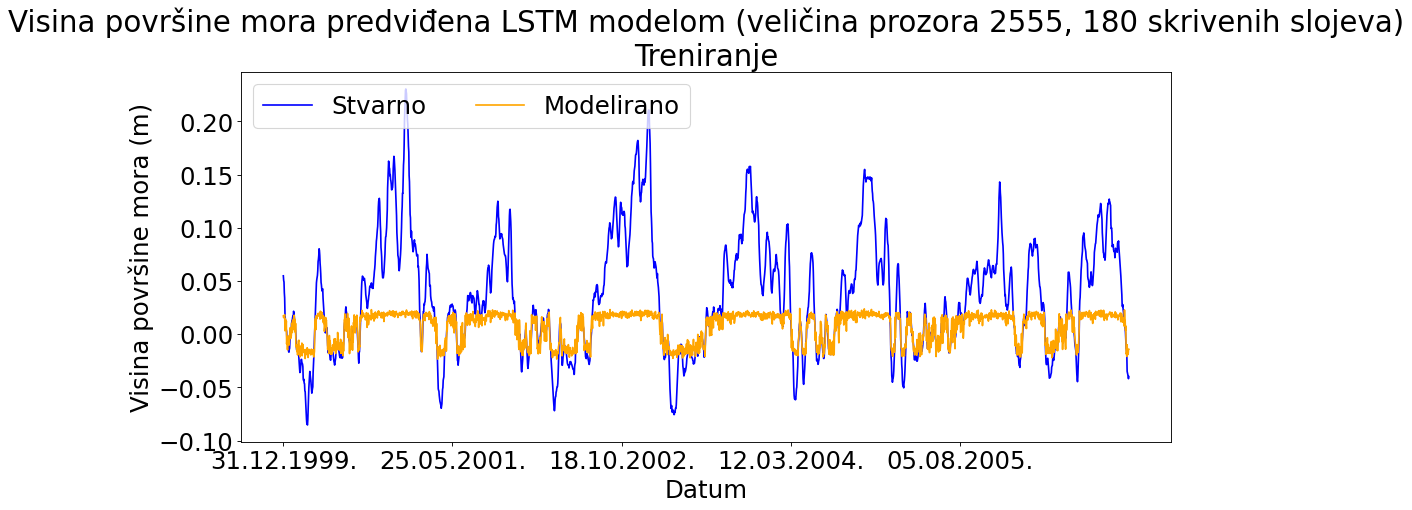 Visina površine mora predviđena LSTM modelom (veličina prozora 2555, 180 skrivenih slojeva)
Treniranje
Stvarno Modelirano
Visina površine mora (m)
0.20
0.15
0.10
0.05
0.00
−0.05
−0.10
31.12.1999. 25.05.2001. 18.10.2002. 12.03.2004. 05.08.2005.
Datum